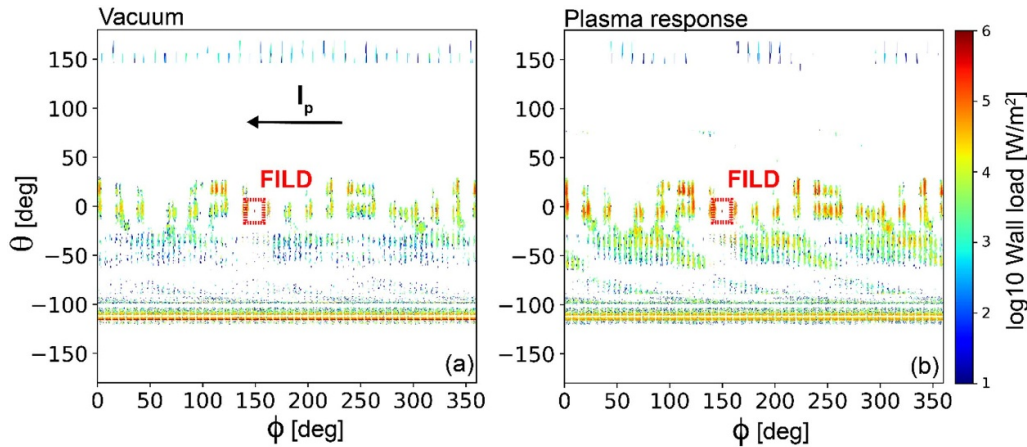 Vacuum
Plasma response
150
100
50
0
−50
−100
−150
θ [deg]
I_p
FILD
(a)
0 50 100 150 200 250 300 350
ϕ [deg]
150
100
50
0
−50
−100
−150
FILD
(b)
0 50 100 150 200 250 300 350
ϕ [deg]
6
5
4
3
2
1
log10 Wall load [W/m²]